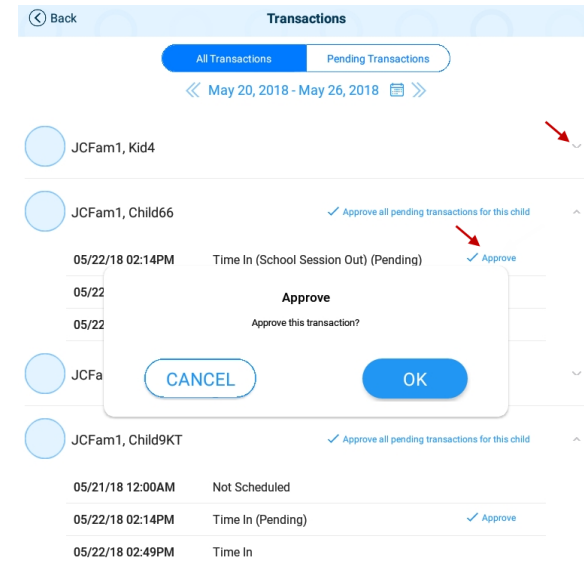 Back
Transactions
All Transactions Pending Transactions
May 20, 2018 - May 26, 2018
JCFam1, Kid4
JCFam1, Child66 Approve all pending transactions for this child
05/22/18 02:14PM Time In (School Session Out) (Pending) Approve
05/22
05/22
Approve
Approve this transaction?
CANCEL OK
JCFa
JCFam1, Child9KT Approve all pending transactions for this child
05/21/18 12:00AM Not Scheduled
05/22/18 02:14PM Time In (Pending) Approve
05/22/18 02:49PM Time In